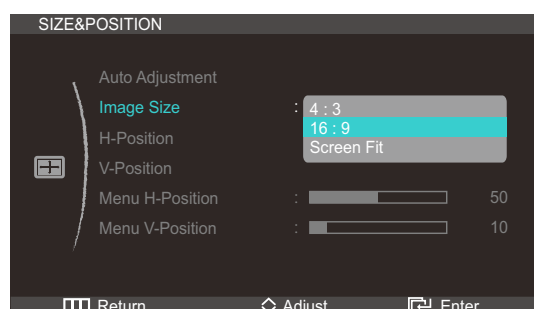 SIZE&POSITION
Auto Adjustment
Image Size : 4 : 3
16 : 9
Screen Fit
H-Position
V-Position
Menu H-Position : 50
Menu V-Position : 10
Return Adjust Enter